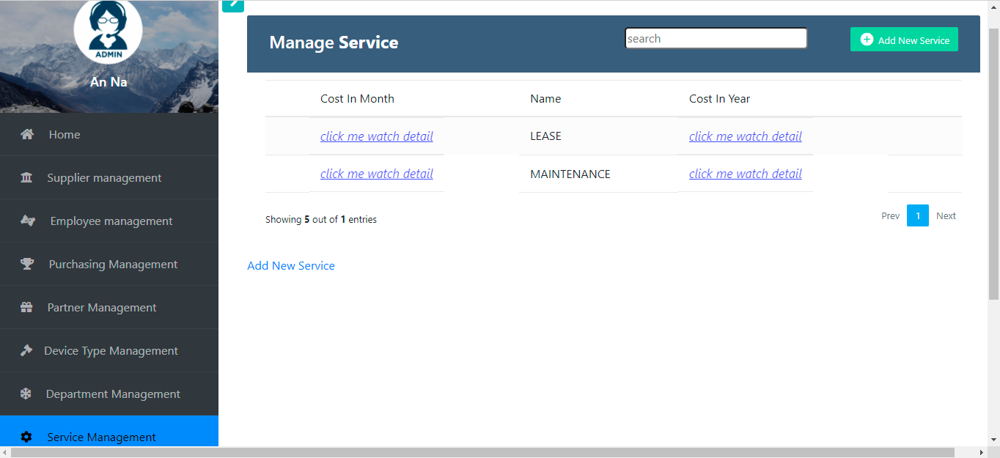 ADMIN
An Na
Home
Supplier management
Employee management
Purchasing Management
Partner Management
Device Type Management
Department Management
Service Management
Manage Service
search
Add New Service
Cost In Month Name Cost In Year
click me watch detail LEASE click me watch detail
click me watch detail MAINTENANCE click me watch detail
Showing 5 out of 1 entries
Prev 1 Next
Add New Service